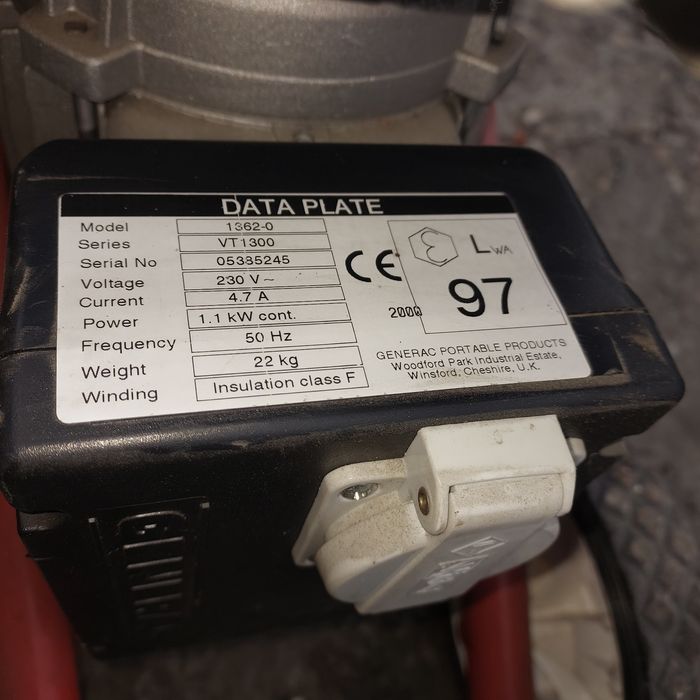 DATA PLATE
Model 1362-0
Series VT1300
Serial No 05385245
Voltage 230 V~
Current 4.7 A
Power 1.1 kW cont.
Frequency 50 Hz
Weight 22 kg
Winding Insulation class F
CE
2000
LWA
97
GENERAC PORTABLE PRODUCTS
Woodford Park Industrial Estate,
Winsford, Cheshire, U.K.